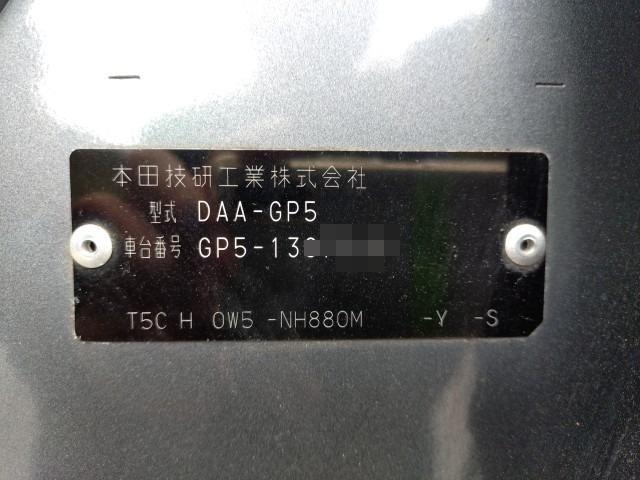 本田技研工業株式会社
型式 DAA-GP5
車台番号 GP5-13
T5C H 0W5 -NH880M -Y -S